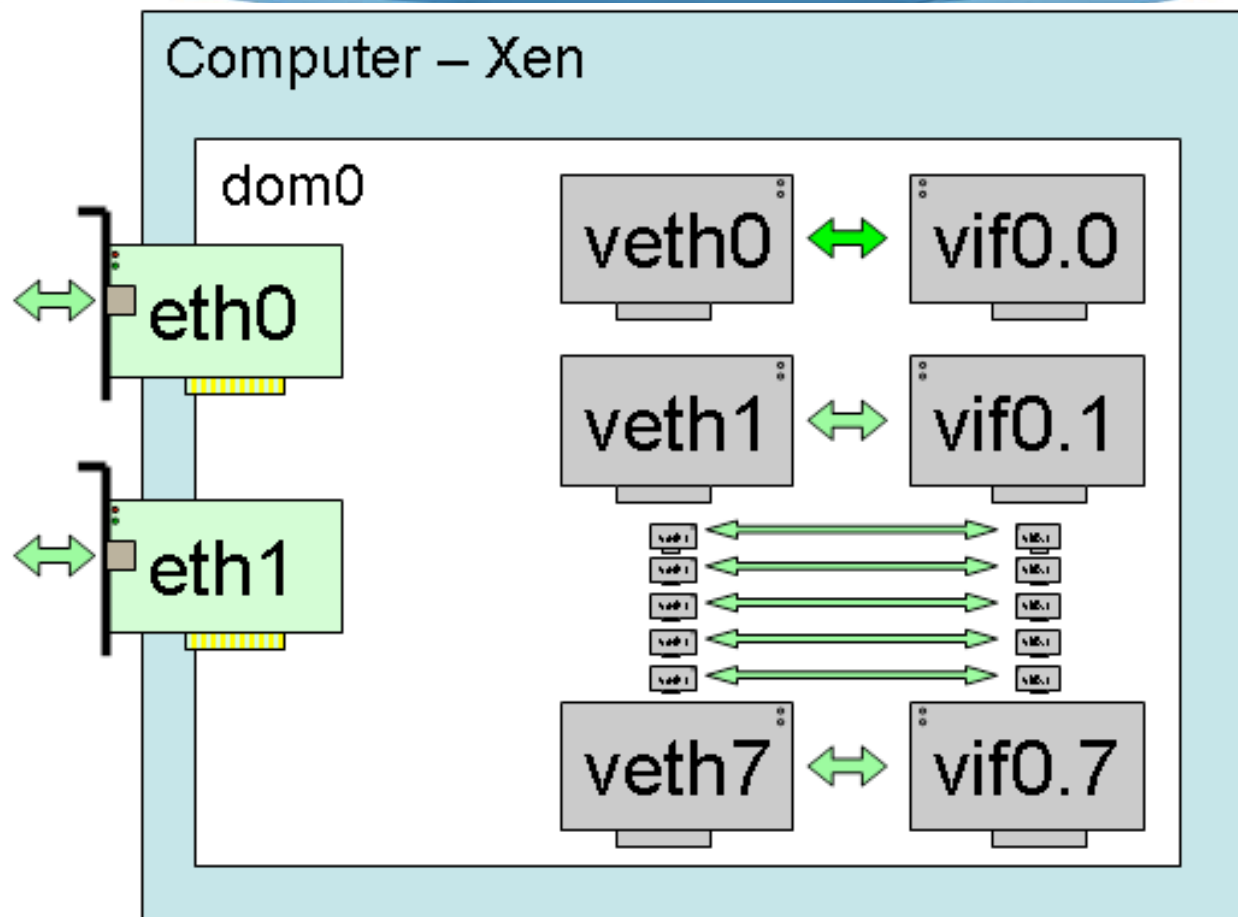 Computer – Xen
dom0
veth0
vif0.0
eth0
veth1
vif0.1
eth1
veth7
vif0.7